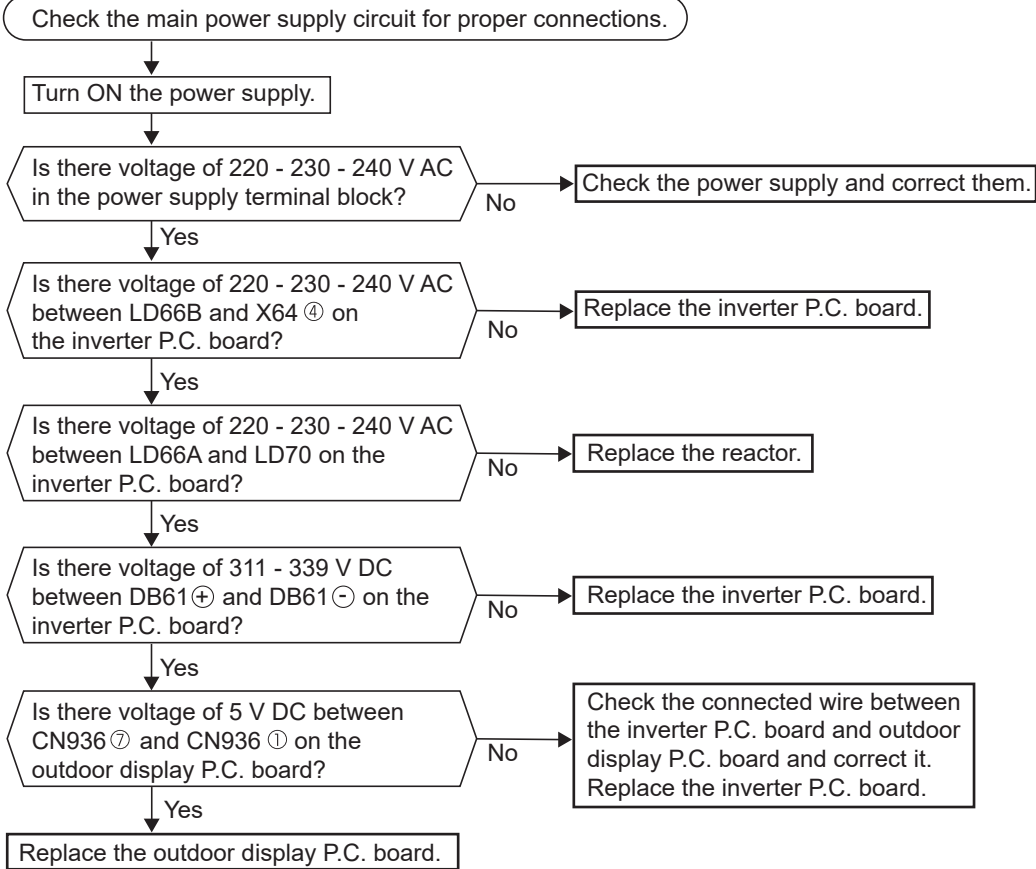 Check the main power supply circuit for proper connections.
Turn ON the power supply.
Is there voltage of 220 - 230 - 240 V AC
in the power supply terminal block?
No
Check the power supply and correct them.
Yes
Is there voltage of 220 - 230 - 240 V AC
between LD66B and X64 ④ on
the inverter P.C. board?
No
Replace the inverter P.C. board.
Yes
Is there voltage of 220 - 230 - 240 V AC
between LD66A and LD70 on the
inverter P.C. board?
No
Replace the reactor.
Yes
Is there voltage of 311 - 339 V DC
between DB61⊕ and DB61⊖ on the
inverter P.C. board?
No
Replace the inverter P.C. board.
Yes
Is there voltage of 5 V DC between
CN936⑦ and CN936 ① on the
outdoor display P.C. board?
No
Check the connected wire between
the inverter P.C. board and outdoor
display P.C. board and correct it.
Replace the inverter P.C. board.
Yes
Replace the outdoor display P.C. board.